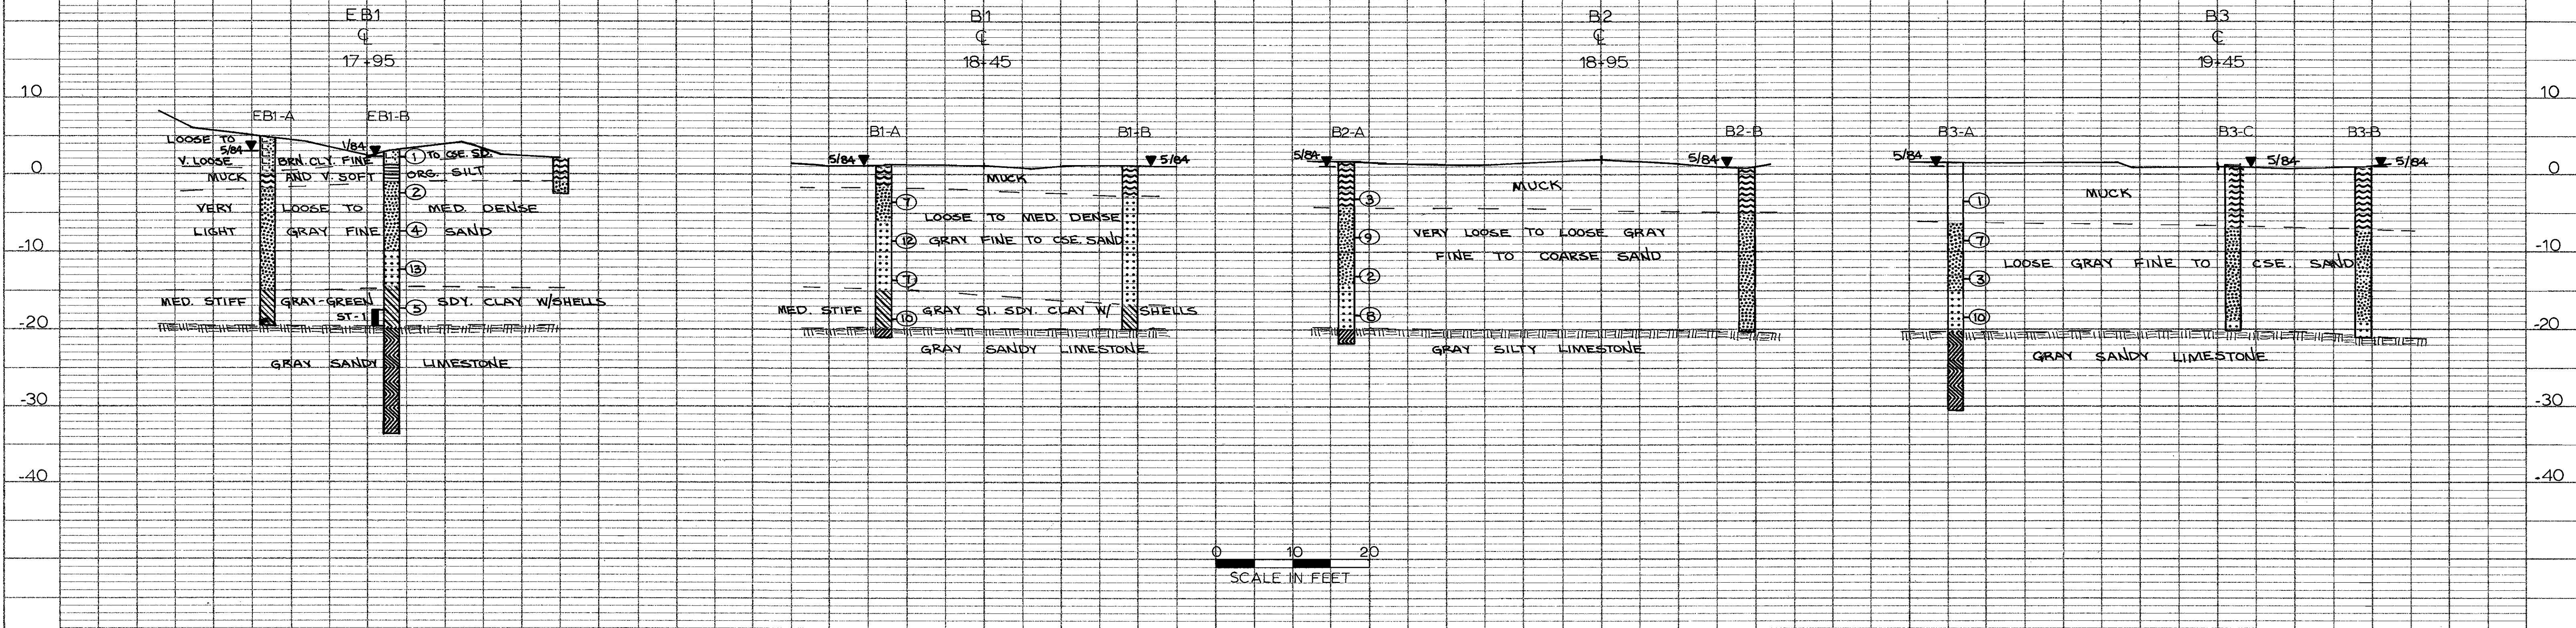 EB1
℄
17+95
B1
℄
18+45
B2
℄
18+95
B3
℄
19+45
10
0
-10
-20
-30
-40
EB1-A
EB1-B
LOOSE TO
5/84
1/84
① TO CSE. SD.
V. LOOSE BRN. CLY. FINE
MUCK AND V. SOFT ORG. SILT
②
VERY LOOSE TO MED. DENSE
LIGHT GRAY FINE ④ SAND
⑬
MED. STIFF GRAY-GREEN ⑤ SDY. CLAY W/SHELLS
ST-1
GRAY SANDY LIMESTONE
B1-A
B1-B
5/84
5/84
MUCK
⑦
LOOSE TO MED. DENSE
⑫ GRAY FINE TO CSE. SAND
⑦
MED. STIFF ⑩ GRAY SI. SDY. CLAY W/ SHELLS
GRAY SANDY LIMESTONE
B2-A
B2-B
5/84
5/84
MUCK
③
⑨ VERY LOOSE TO LOOSE GRAY
FINE TO COARSE SAND
②
⑧
GRAY SILTY LIMESTONE
B3-A
B3-C
B3-B
5/84
5/84
5/84
MUCK
①
⑦
LOOSE GRAY FINE TO CSE. SAND
③
⑩
GRAY SANDY LIMESTONE
10
0
-10
-20
-30
-40
0 10 20
SCALE IN FEET